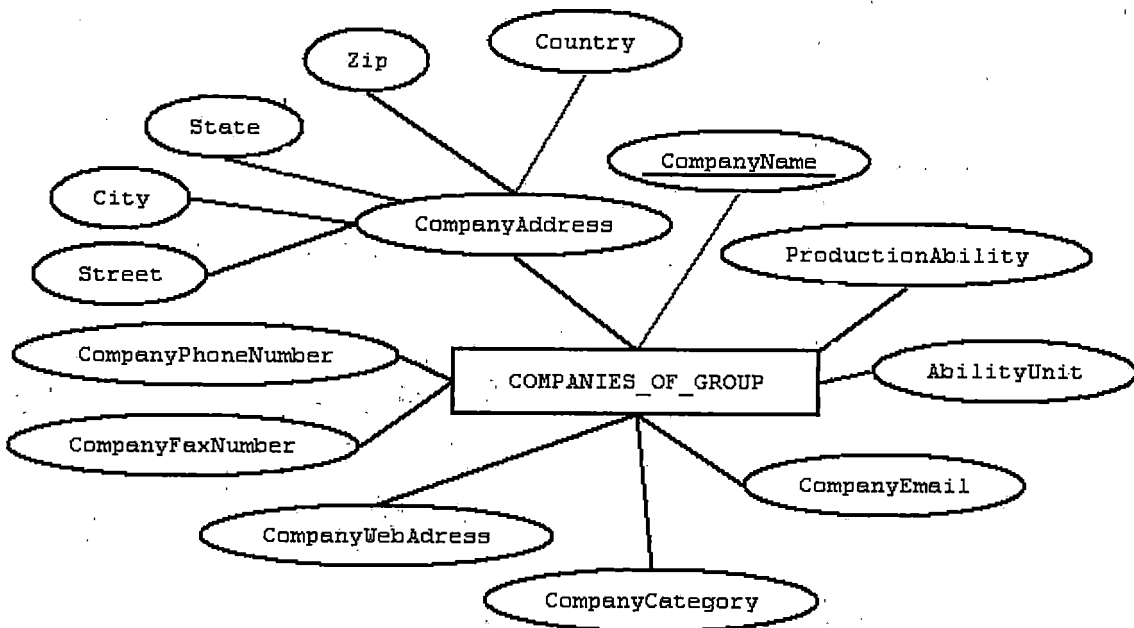 Country
Zip
State
CompanyName
City
CompanyAddress
ProductionAbility
Street
CompanyPhoneNumber
COMPANIES_OF_GROUP
AbilityUnit
CompanyFaxNumber
CompanyEmail
CompanyWebAdress
CompanyCategory